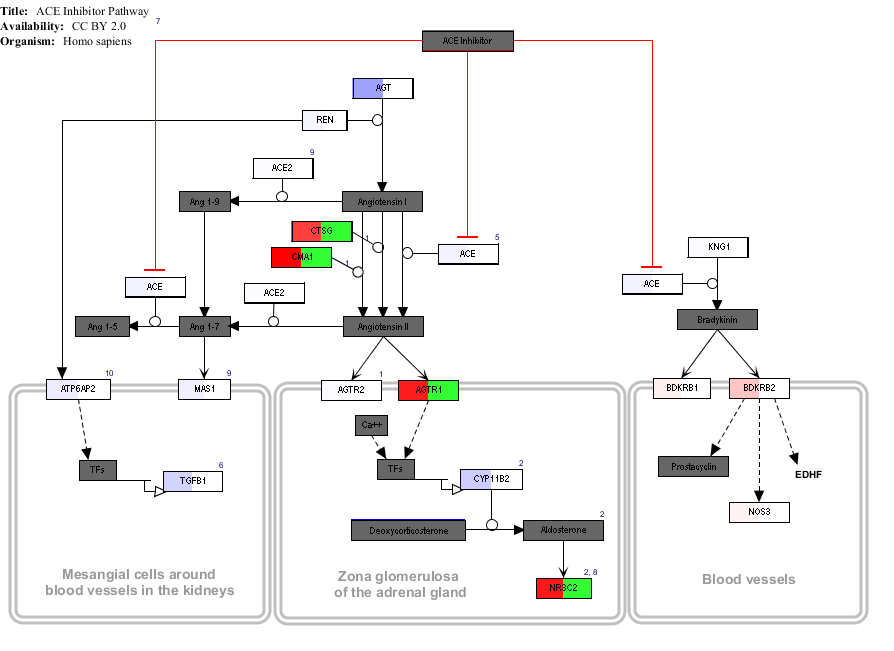 Title: ACE Inhibitor Pathway
Availability: CC BY 2.0
Organism: Homo sapiens
7
ACE Inhibitor
AGT
REN
9
ACE2
Ang 1-9
Angiotensin I
CTSG
1
5
ACE
KNG1
CMA1
1
ACE
ACE2
ACE
Ang 1-5
Ang 1-7
Angiotensin II
Bradykinin
10
ATP6AP2
9
MAS1
1
AGTR2
AGTR1
BDKRB1
BDKRB2
Ca++
TFs
6
TGFB1
TFs
2
CYP11B2
Prostacyclin
EDHF
NOS3
Deoxycorticosterone
2
Aldosterone
2, 8
NR3C2
Mesangial cells around
blood vessels in the kidneys
Zona glomerulosa
of the adrenal gland
Blood vessels